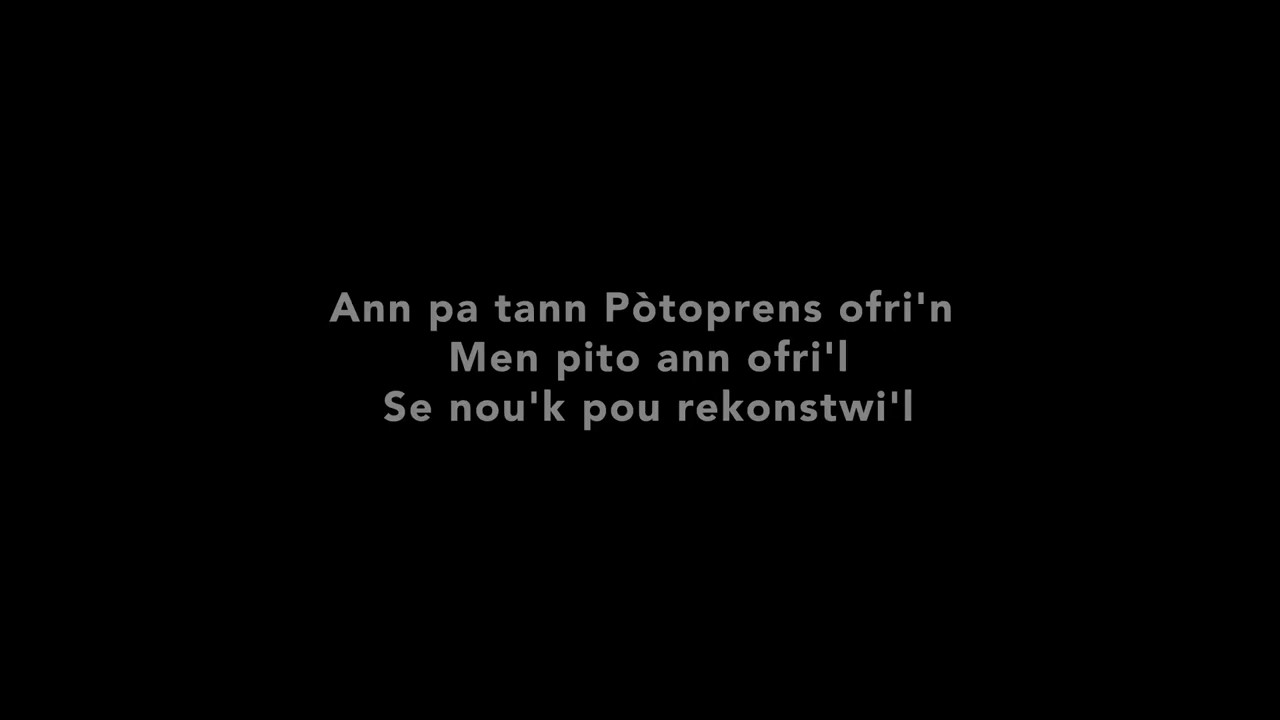 Ann pa tann Pòtoprens ofri'n
Men pito ann ofri'l
Se nou'k pou rekonstwi'l